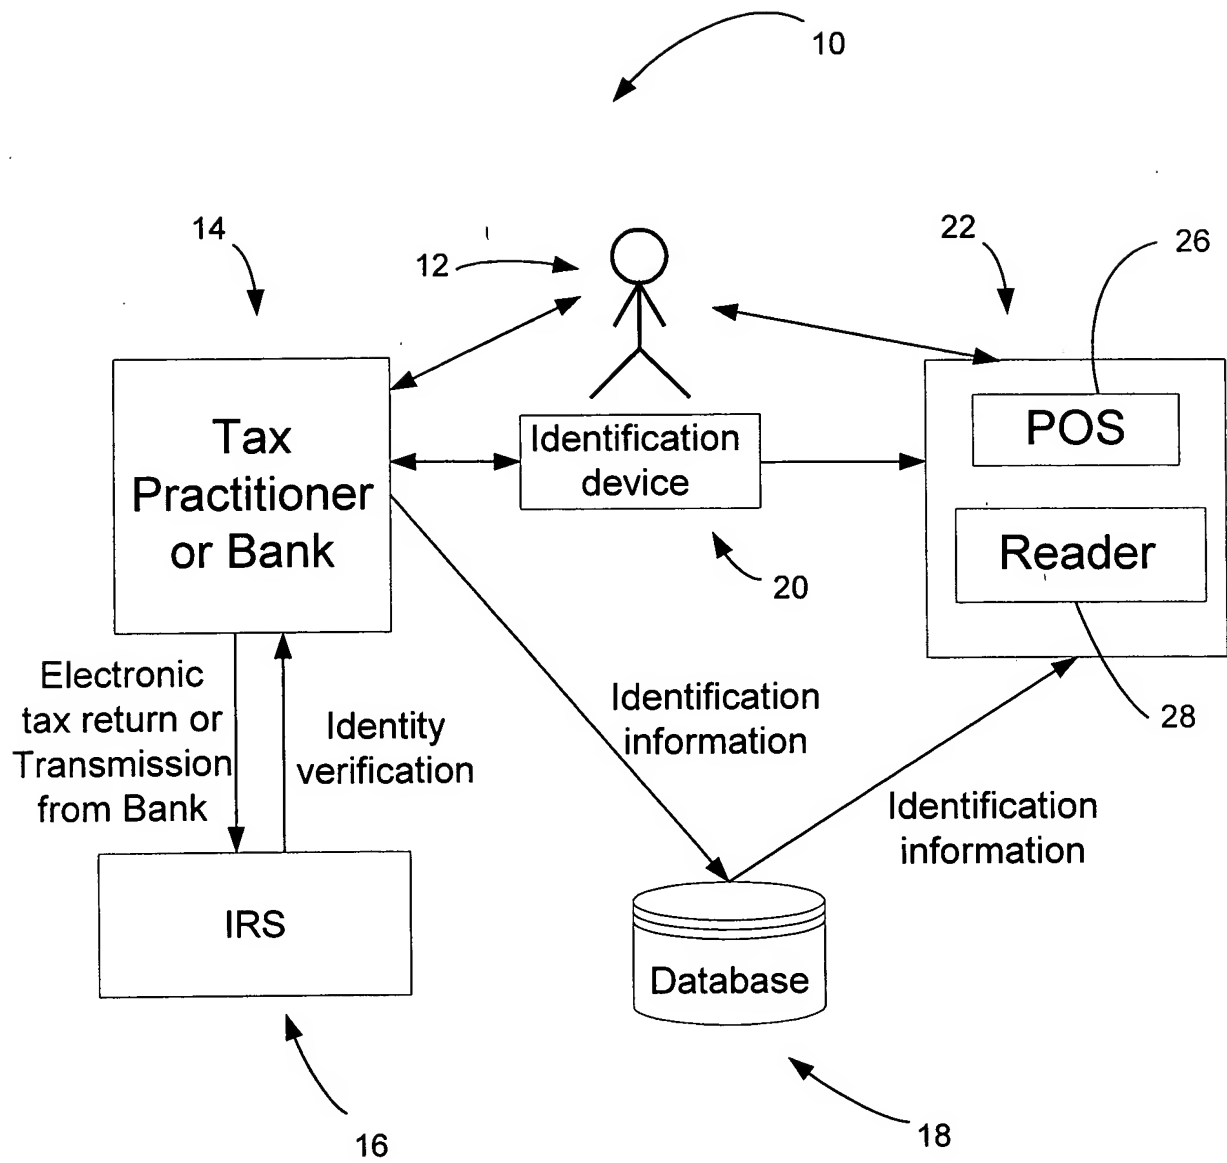 10
14
12
22
26
Tax
Practitioner
or Bank
Identification
device
POS
Reader
20
28
Electronic
tax return or
Transmission
from Bank
Identity
verification
Identification
information
Identification
information
IRS
Database
16
18